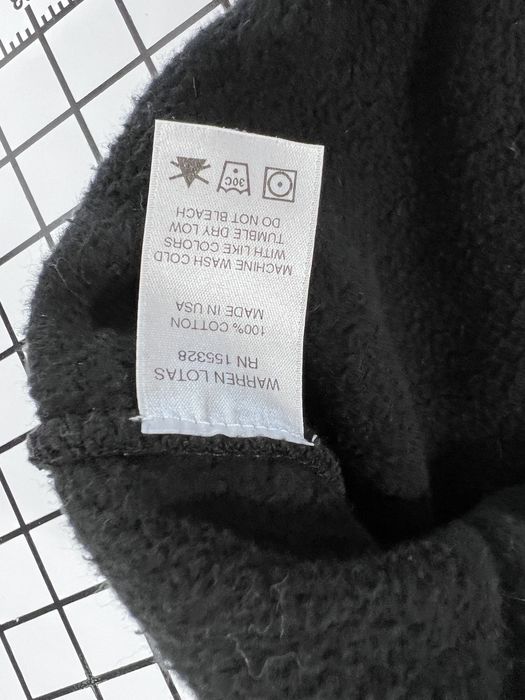 WARREN LOTAS
RN 155328
100% COTTON
MADE IN USA
MACHINE WASH COLD
WITH LIKE COLORS
TUMBLE DRY LOW
DO NOT BLEACH
30C